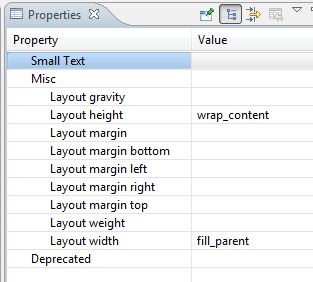 Properties
Property Value
Small Text
Misc
Layout gravity
Layout height wrap_content
Layout margin
Layout margin bottom
Layout margin left
Layout margin right
Layout margin top
Layout weight
Layout width fill_parent
Deprecated